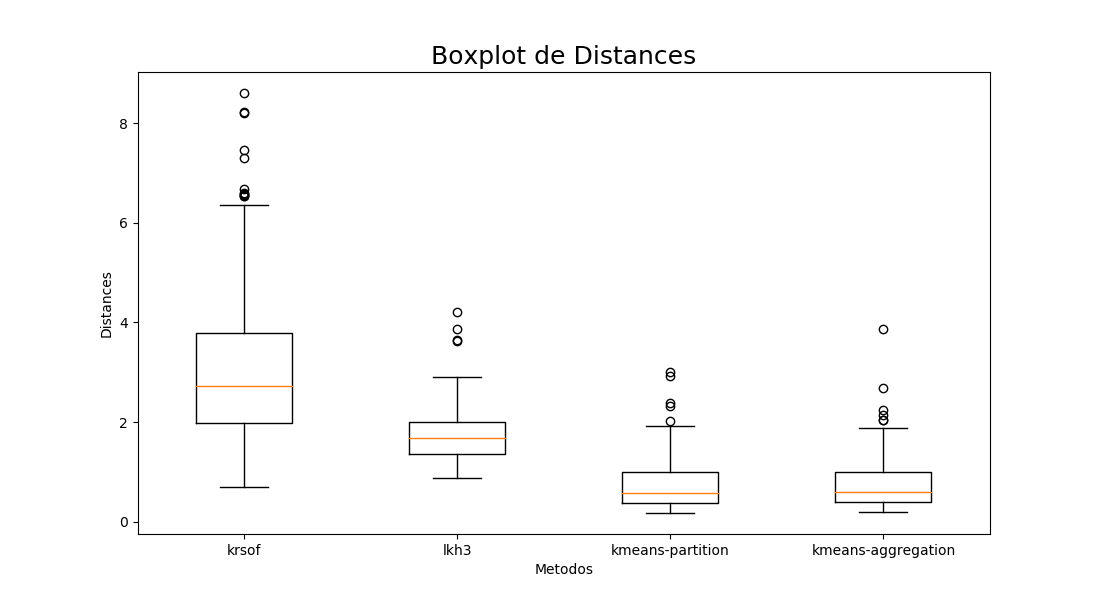 Boxplot de Distances
8
6
4
2
0
Distances
krsof lkh3 kmeans-partition kmeans-aggregation
Metodos